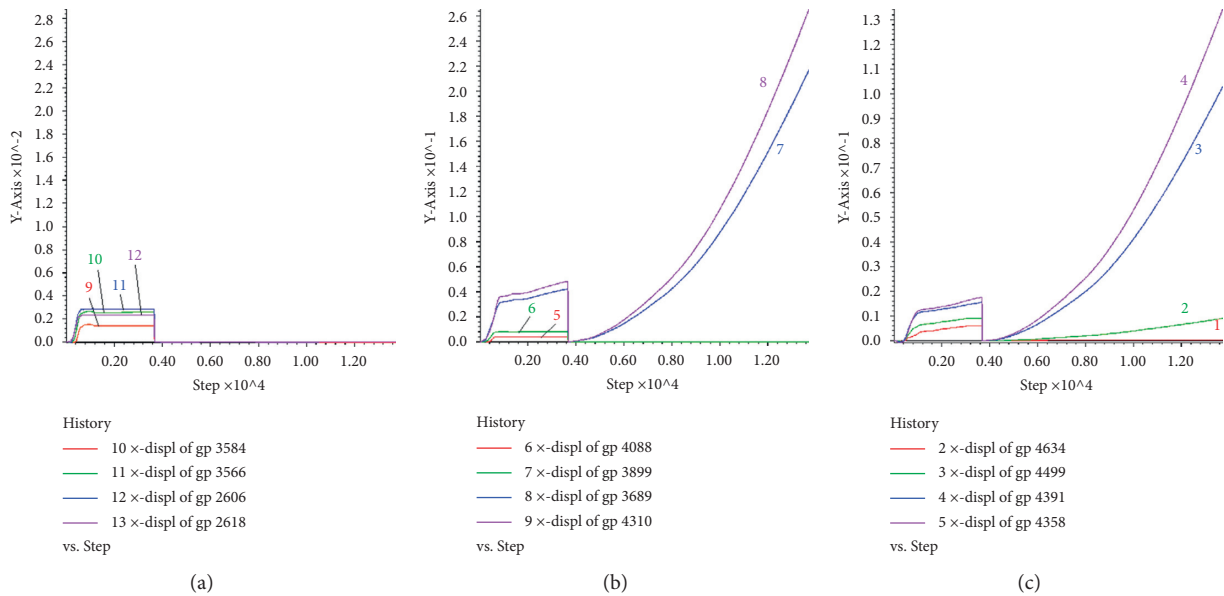 2.8
2.6
2.4
2.2
2.0
1.8
1.6
1.4
1.2
1.0
0.8
0.6
0.4
0.2
0.0
Y-Axis ×10^-2
9
10
11
12
0.20
0.40
0.60
0.80
1.00
1.20
Step ×10^4
History
10 ×-displ of gp 3584
11 ×-displ of gp 3566
12 ×-displ of gp 2606
13 ×-displ of gp 2618
vs. Step
(a)
2.6
2.4
2.2
2.0
1.8
1.6
1.4
1.2
1.0
0.8
0.6
0.4
0.2
0.0
Y-Axis ×10^-1
6
5
8
7
0.20
0.40
0.60
0.80
1.00
1.20
Step ×10^4
History
6 ×-displ of gp 4088
7 ×-displ of gp 3899
8 ×-displ of gp 3689
9 ×-displ of gp 4310
vs. Step
(b)
1.3
1.2
1.1
1.0
0.9
0.8
0.7
0.6
0.5
0.4
0.3
0.2
0.1
0.0
Y-Axis ×10^-1
4
3
2
1
0.20
0.40
0.60
0.80
1.00
1.20
Step ×10^4
History
2 ×-displ of gp 4634
3 ×-displ of gp 4499
4 ×-displ of gp 4391
5 ×-displ of gp 4358
vs. Step
(c)